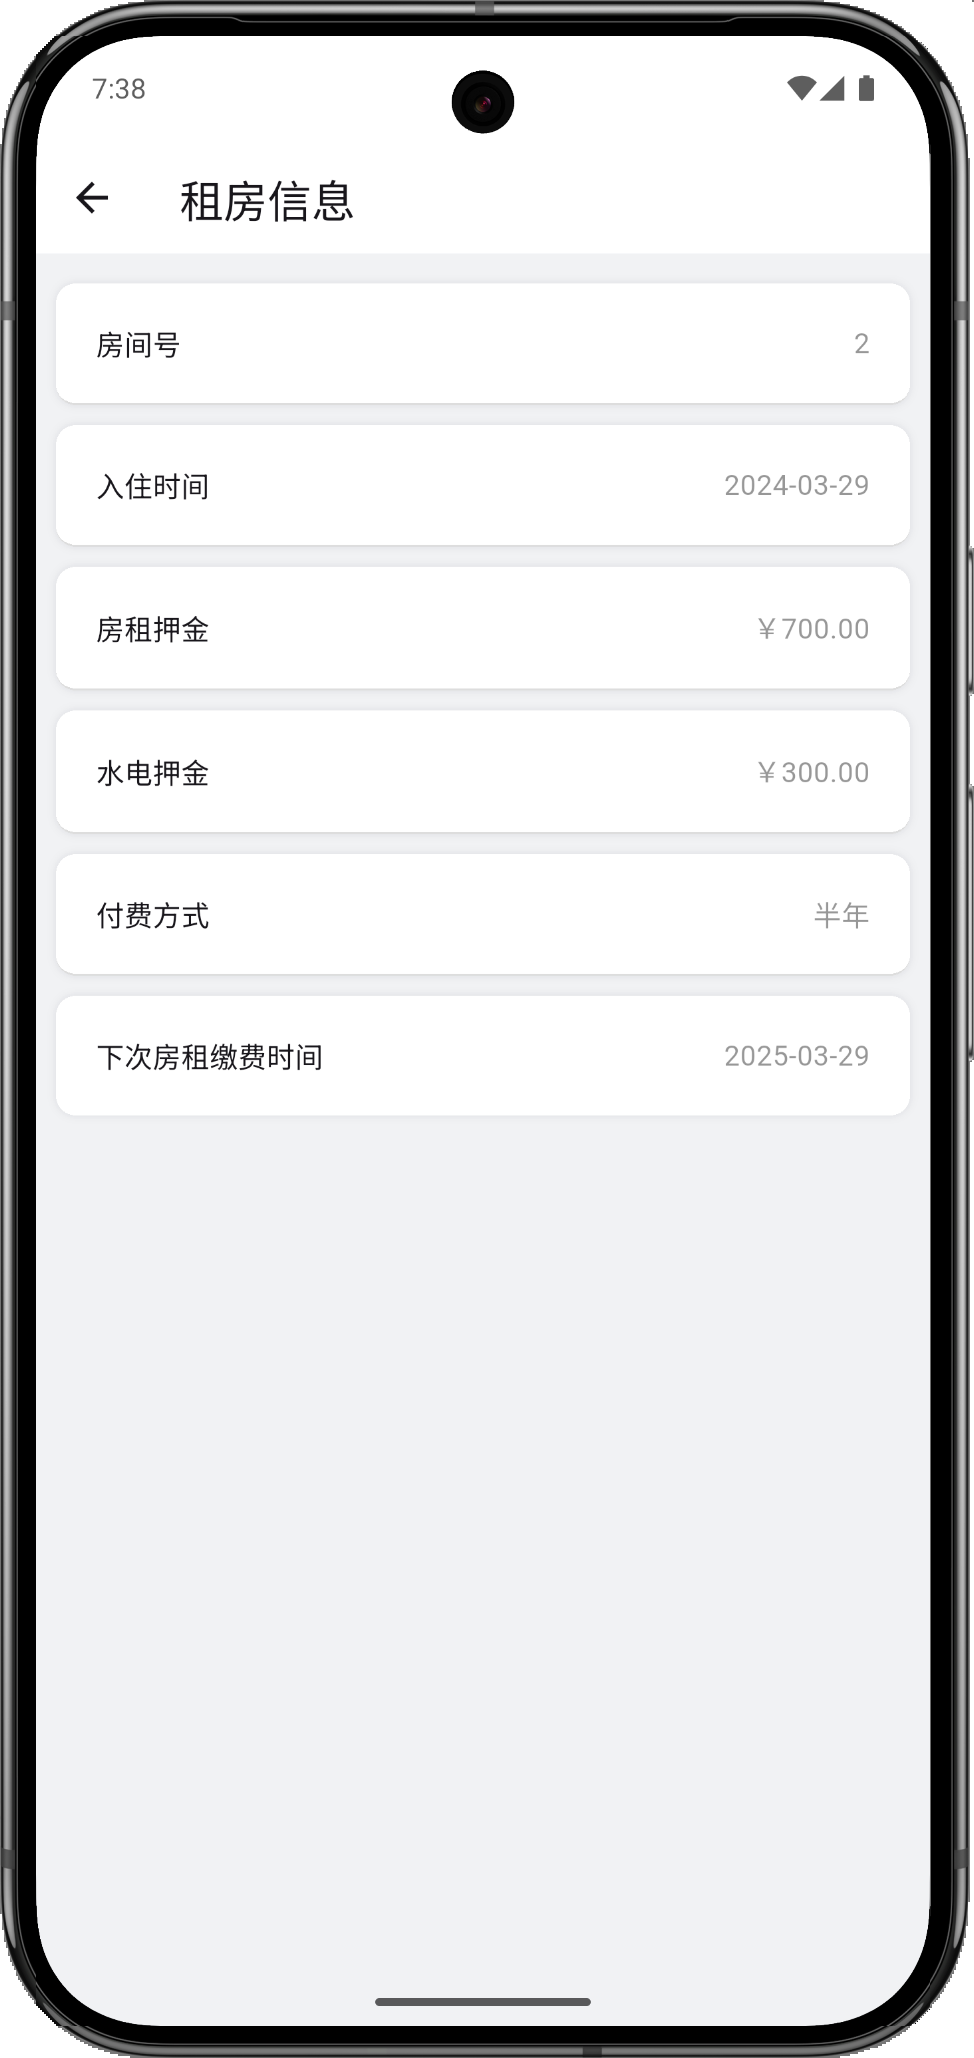 7:38
租房信息
房间号 2
入住时间 2024-03-29
房租押金 ￥700.00
水电押金 ￥300.00
付费方式 半年
下次房租缴费时间 2025-03-29